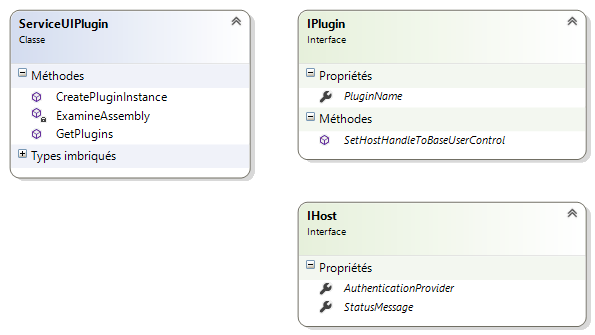 ServiceUIPlugin
Classe
Méthodes
CreatePluginInstance
ExamineAssembly
GetPlugins
Types imbriqués
IPlugin
Interface
Propriétés
PluginName
Méthodes
SetHostHandleToBaseUserControl
IHost
Interface
Propriétés
AuthenticationProvider
StatusMessage